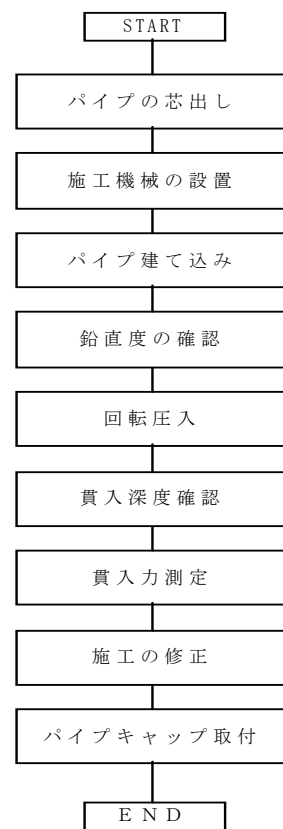 START
パイプの芯出し
施工機械の設置
パイプ建て込み
鉛直度の確認
回転圧入
貫入深度確認
貫入力測定
施工の修正
パイプキャップ取付
END